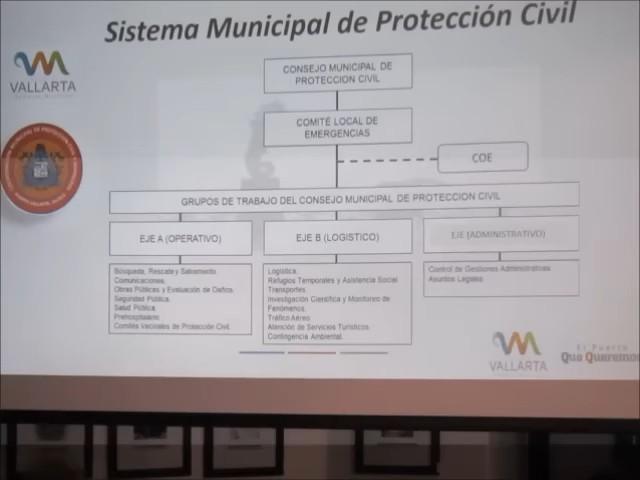 Sistema Municipal de Protección Civil
VALLARTA
CONSEJO MUNICIPAL DE
PROTECCION CIVIL
COMITÉ LOCAL DE
EMERGENCIAS
COE
GRUPOS DE TRABAJO DEL CONSEJO MUNICIPAL DE PROTECCION CIVIL
EJE A (OPERATIVO)
EJE B (LOGISTICO)
EJE (ADMINISTRATIVO)
Búsqueda, Rescate y Salvamento.
Comunicaciones.
Obras Públicas y Evaluación de Daños.
Seguridad Pública.
Salud Pública.
Prehospitalario.
Comités Vecinales de Protección Civil
Logística.
Refugios Temporales y Asistencia Social
Transportes
Investigación Científica y Monitoreo de
Fenómenos.
Tráfico Aéreo
Atención de Servicios Turísticos.
Contingencia Ambiental.
Control de Gestiones Administrativas
Asuntos Legales
VALLARTA
El Puerto
Que Queremos